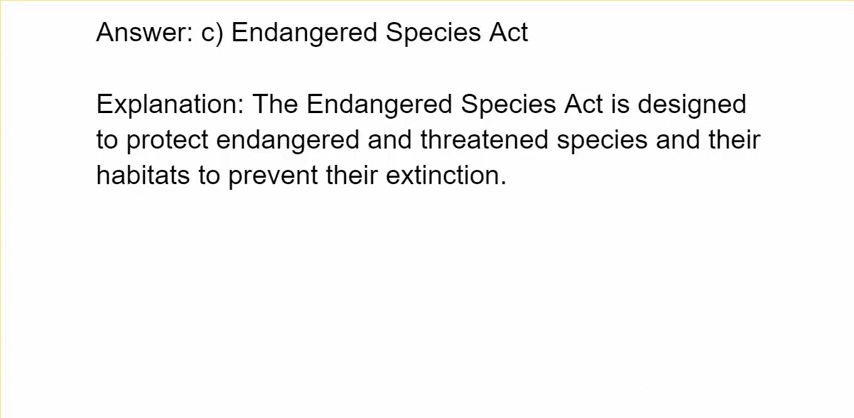 Answer: c) Endangered Species Act
Explanation: The Endangered Species Act is designed
to protect endangered and threatened species and their
habitats to prevent their extinction.